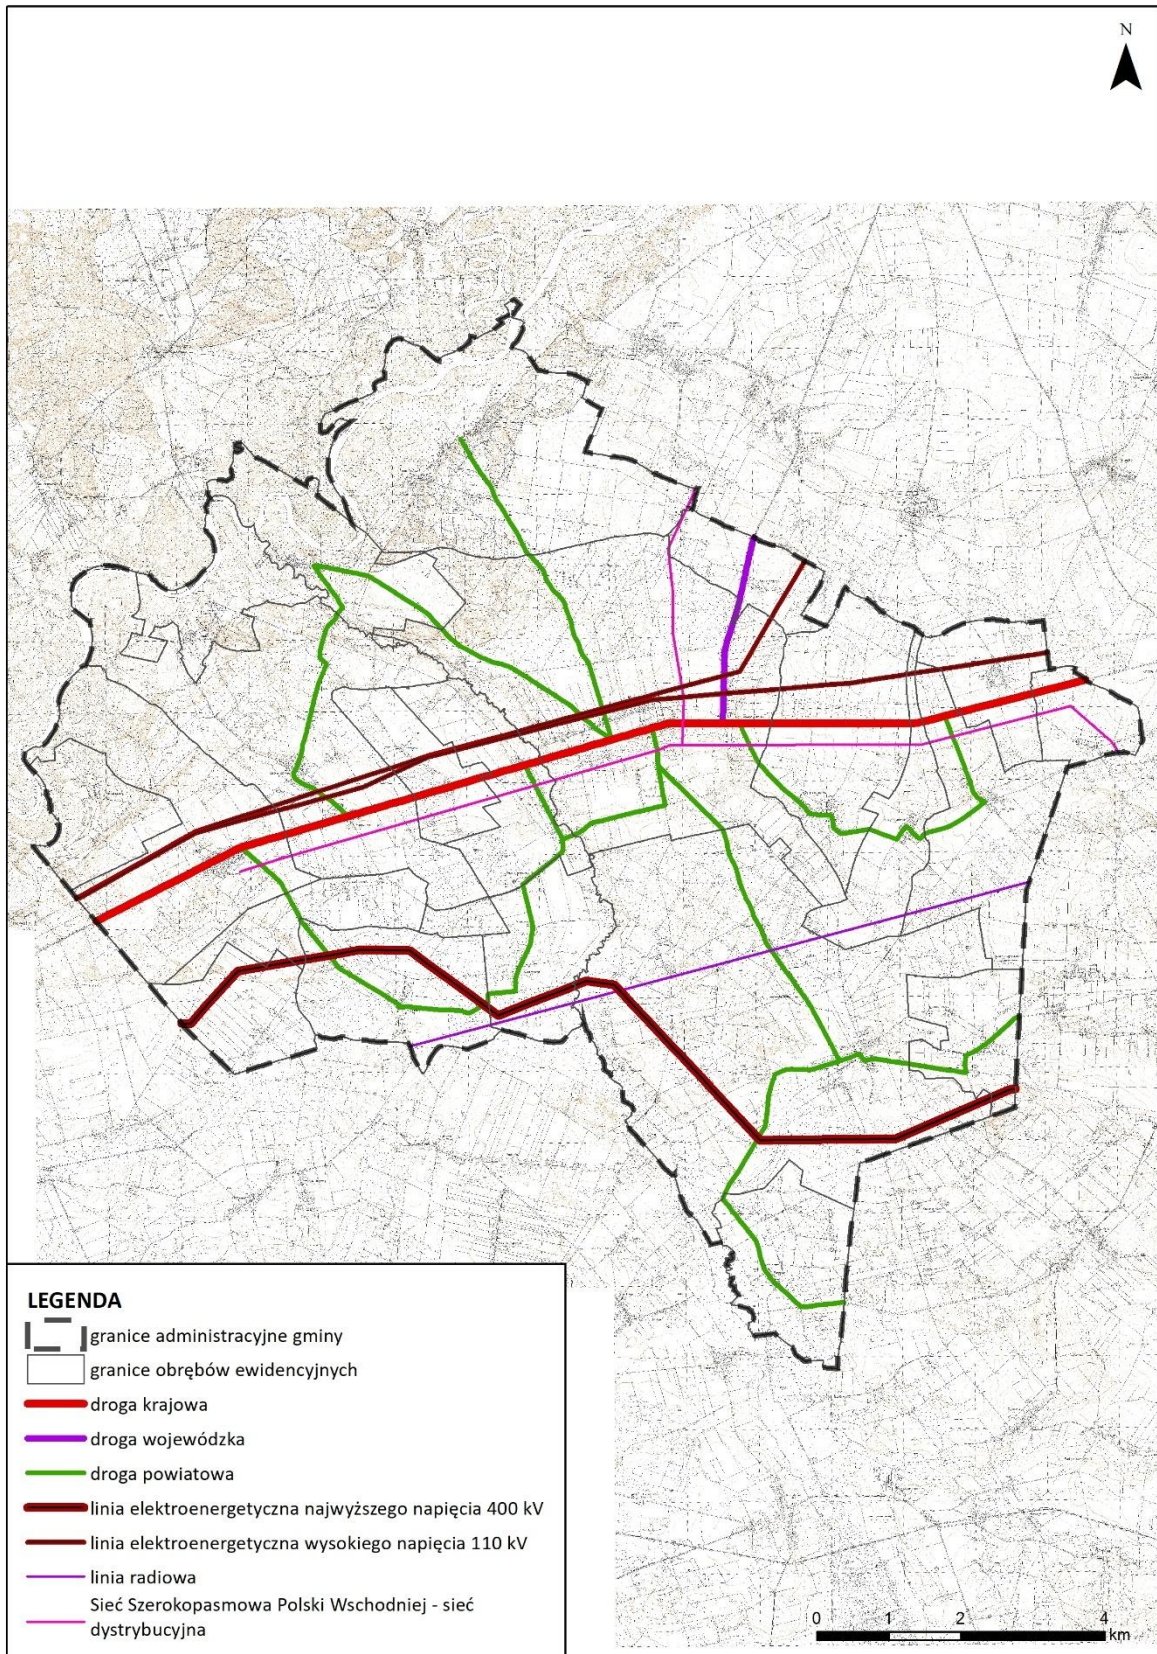 N
LEGENDA
granice administracyjne gminy
granice obrębów ewidencyjnych
droga krajowa
droga wojewódzka
droga powiatowa
linia elektroenergetyczna najwyższego napięcia 400 kV
linia elektroenergetyczna wysokiego napięcia 110 kV
linia radiowa
Sieć Szerokopasmowa Polski Wschodniej - sieć
dystrybucyjna
0 1 2 4
km